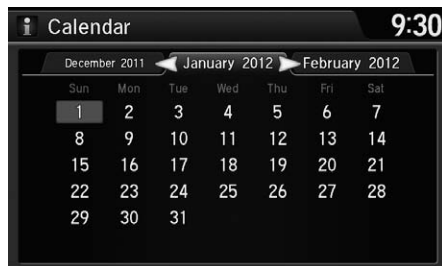 i Calendar 9:30
December 2011 January 2012 February 2012
Sun Mon Tue Wed Thu Fri Sat
1 2 3 4 5 6 7
8 9 10 11 12 13 14
15 16 17 18 19 20 21
22 23 24 25 26 27 28
29 30 31